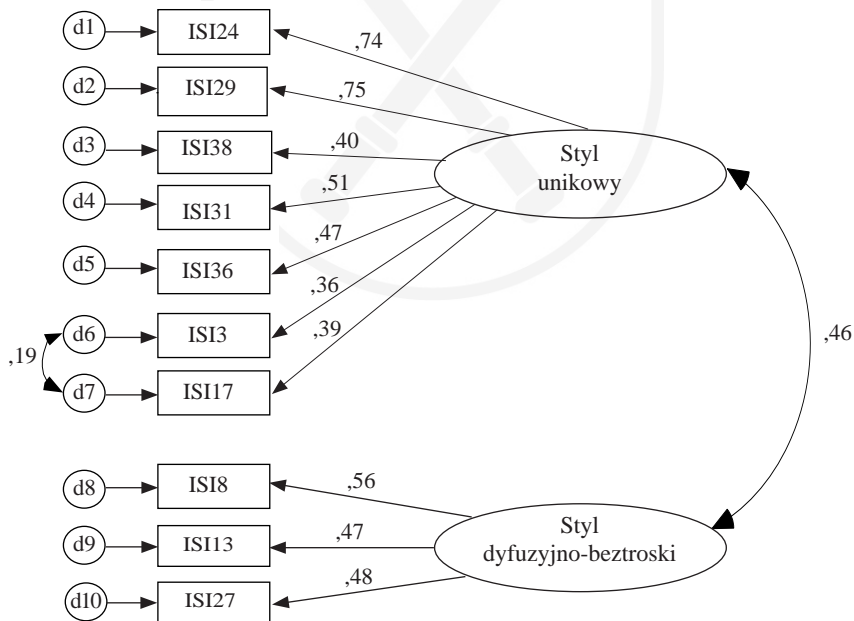 d1 ISI24 ,74
d2 ISI29 ,75
d3 ISI38 ,40
Styl
unikowy
d4 ISI31 ,51
d5 ISI36 ,47
,36
d6 ISI3
,39
,19
,46
d7 ISI17
d8 ISI8 ,56
Styl
dyfuzyjno-beztroski
d9 ISI13 ,47
d10 ISI27 ,48